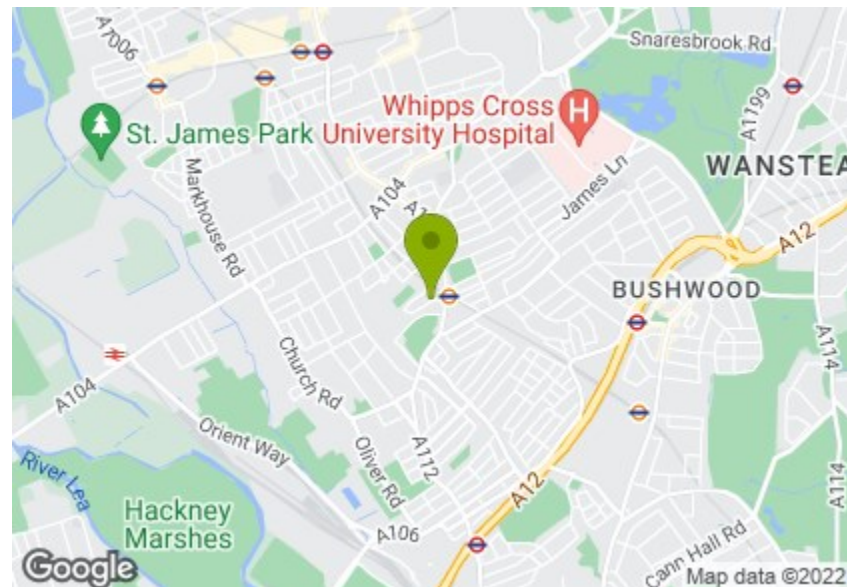 A7006
Snaresbrook Rd
Whipps Cross
University Hospital
H
A1199
St. James Park
Markhouse Rd
A104
James Ln
WANSTEA
A12
BUSHWOOD
A114
Church Rd
A104
Orient Way
Oliver Rd
A112
A12
River Lea
Hackney
Marshes
A106
Cann Hall Rd
A114
Google
Map data ©2022